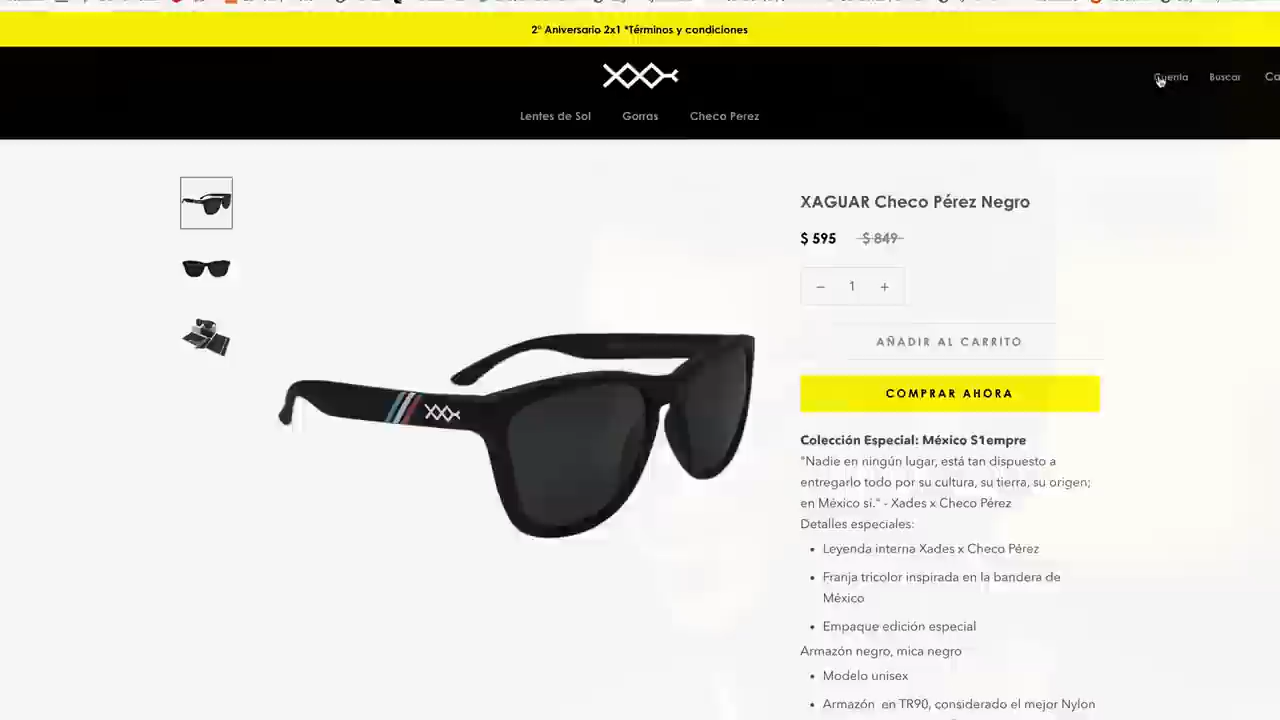 2º Aniversario 2x1 *Términos y condiciones
Cuenta
Buscar
Ca
Lentes de Sol
Gorras
Checo Perez
XAGUAR Checo Pérez Negro
$ 595
$ 849
− 1 +
AÑADIR AL CARRITO
COMPRAR AHORA
Colección Especial: México S1empre
"Nadie en ningún lugar, está tan dispuesto a
entregarlo todo por su cultura, su tierra, su origen;
en México sí." - Xades x Checo Pérez
Detalles especiales:
• Leyenda interna Xades x Checo Pérez
• Franja tricolor inspirada en la bandera de
México
• Empaque edición especial
Armazón negro, mica negro
• Modelo unisex
• Armazón en TR90, considerado el mejor Nylon